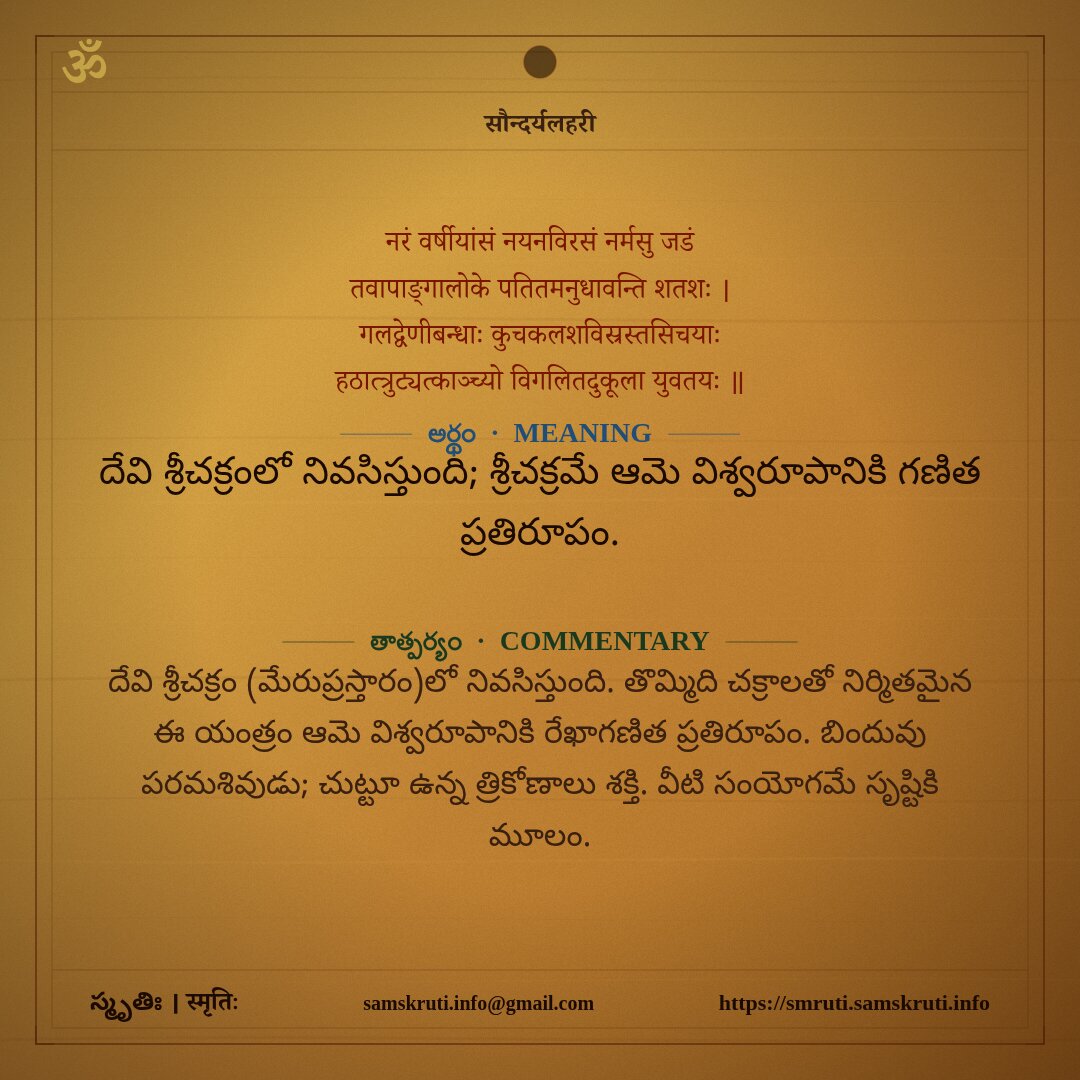 ॐ
सौन्दर्यलहरी
नरं वर्षीयांसं नयनविरसं नर्मसु जडं
तवापाङ्गालोके पतितमनुधावन्ति शतशः |
गलद्वेणीबन्धाः कुचकलशविस्रस्तसिचयाः
हठात्त्रुट्यत्काञ्च्यो विगलितदुकूला युवतयः ॥
అర్థం · MEANING
దేవి శ్రీచక్రంలో నివసిస్తుంది; శ్రీచక్రమే ఆమె విశ్వరూపానికి గణిత
ప్రతిరూపం.
తాత్పర్యం · COMMENTARY
దేవి శ్రీచక్రం (మేరుప్రస్తారం)లో నివసిస్తుంది. తొమ్మిది చక్రాలతో నిర్మితమైన
ఈ యంత్రం ఆమె విశ్వరూపానికి రేఖాగణిత ప్రతిరూపం. బిందువు
పరమశివుడు; చుట్టూ ఉన్న త్రికోణాలు శక్తి. వీటి సంయోగమే సృష్టికి
మూలం.
స్మృతిః | स्मृतिः samskruti.info@gmail.com https://smruti.samskruti.info